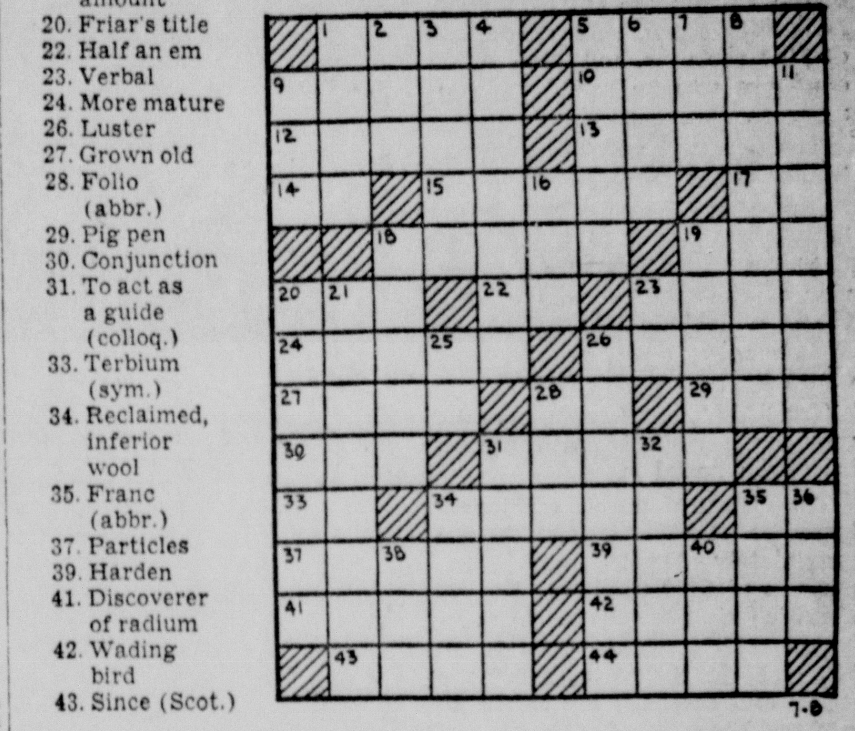 amount
20. Friar's title
22. Half an em
23. Verbal
24. More mature
26. Luster
27. Grown old
28. Folio
(abbr.)
29. Pig pen
30. Conjunction
31. To act as
a guide
(colloq.)
33. Terbium
(sym.)
34. Reclaimed,
inferior
wool
35. Franc
(abbr.)
37. Particles
39. Harden
41. Discoverer
of radium
42. Wading
bird
43. Since (Scot.)
1 2 3 4 5 6 7 8
9 10 11
12 13
14 15 16 17
18 19
20 21 22 23
24 25 26
27 28 29
30 31 32
33 34 35 36
37 38 39 40
41 42
43 44
7-8